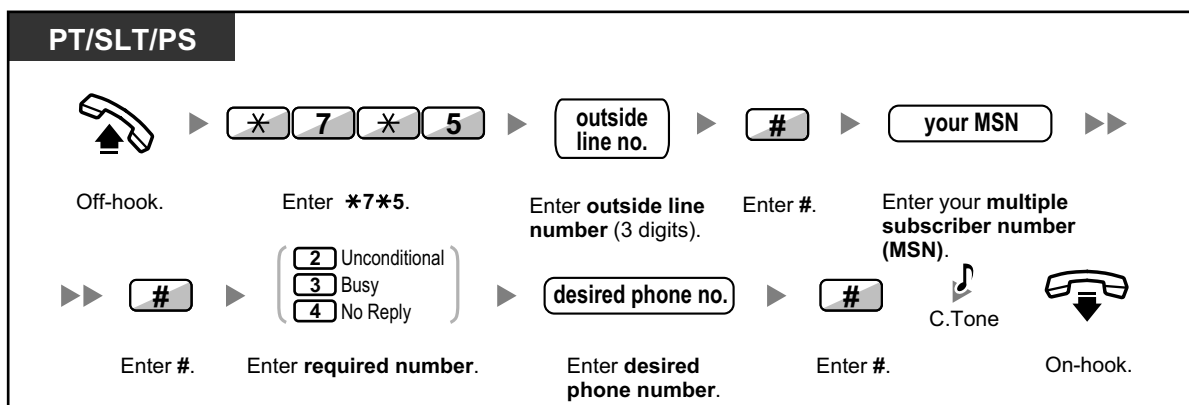 PT/SLT/PS
* 7 * 5
outside
line no.
#
your MSN
Off-hook.
Enter *7*5.
Enter outside line
number (3 digits).
Enter #.
Enter your multiple
subscriber number
(MSN).
#
2 Unconditional
3 Busy
4 No Reply
desired phone no.
#
C.Tone
Enter #.
Enter required number.
Enter desired
phone number.
Enter #.
On-hook.